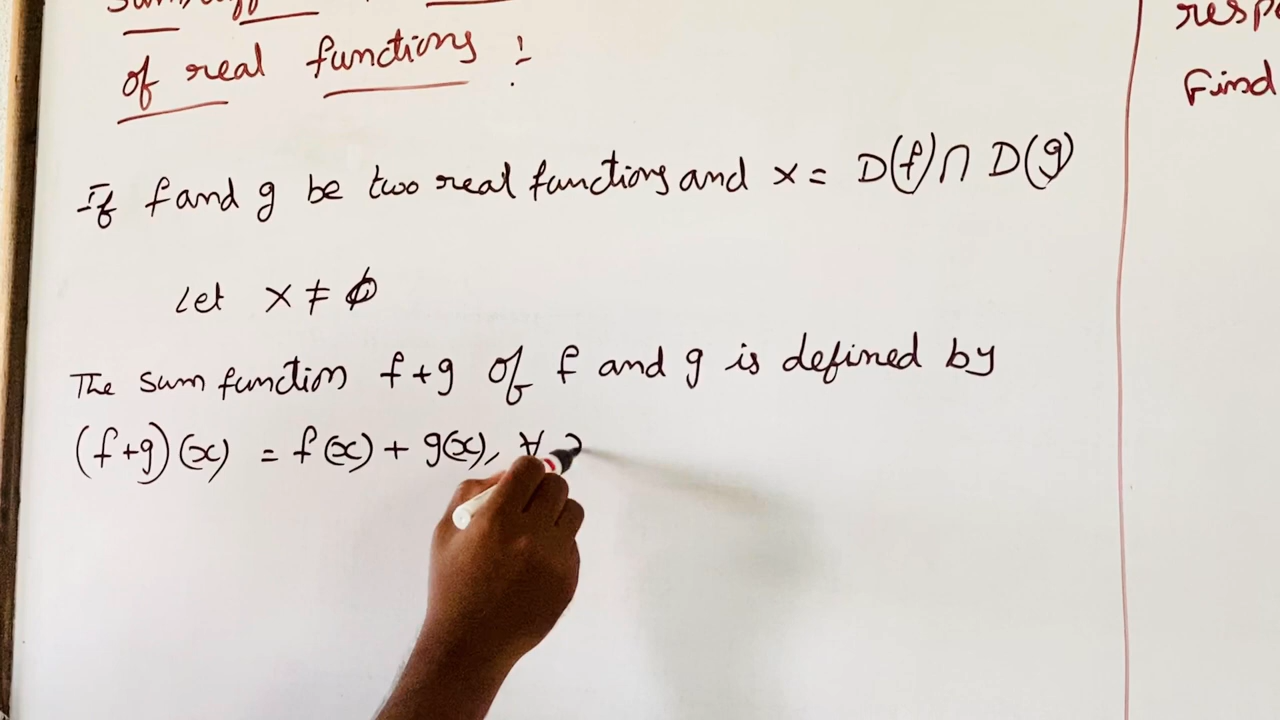 of real functions :-
If f and g be two real functions and x = D(f) ∩ D(g)
Let x ≠ ϕ
The sum function f+g of f and g is defined by
(f+g)(x) = f(x) + g(x), ∀
Find